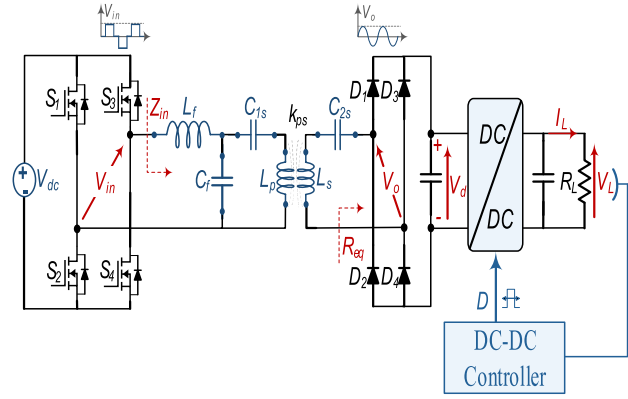 V_in
V_o
S_1
S_3
Z_in
L_f
C_1s
k_ps
C_2s
D_1
D_3
I_L
DC
V_dc
V_in
C_f
L_p
L_s
V_o
+
V_d
-
R_L
V_L
DC
S_2
S_4
R_eq
D_2
D_4
D
DC-DC
Controller